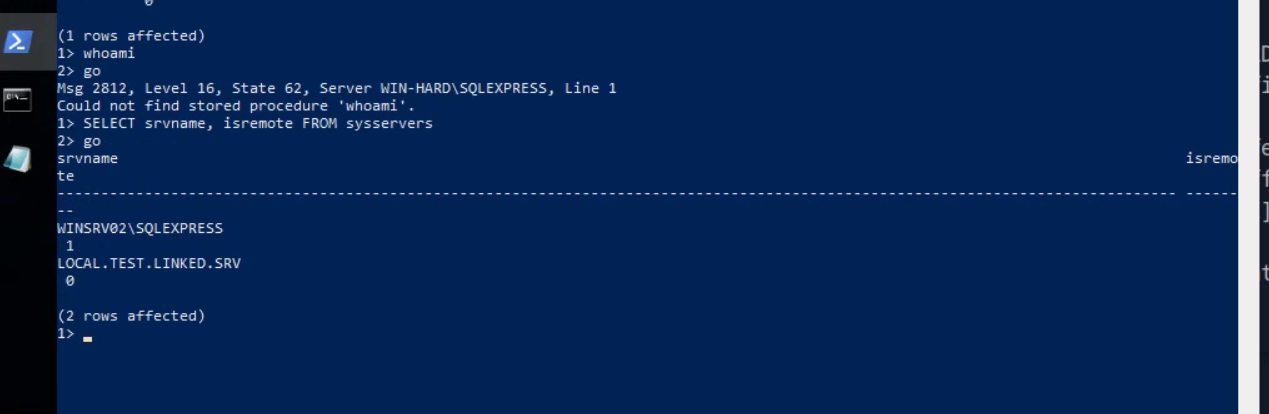 0
(1 rows affected)
1> whoami
2> go
Msg 2812, Level 16, State 62, Server WIN-HARD\SQLEXPRESS, Line 1
Could not find stored procedure 'whoami'.
1> SELECT srvname, isremote FROM sysservers
2> go
srvname isremo
te
-------------------------------------------------------------------------------------------------------------------------------- ------
--
WINSRV02\SQLEXPRESS
1
LOCAL.TEST.LINKED.SRV
0
(2 rows affected)
1>